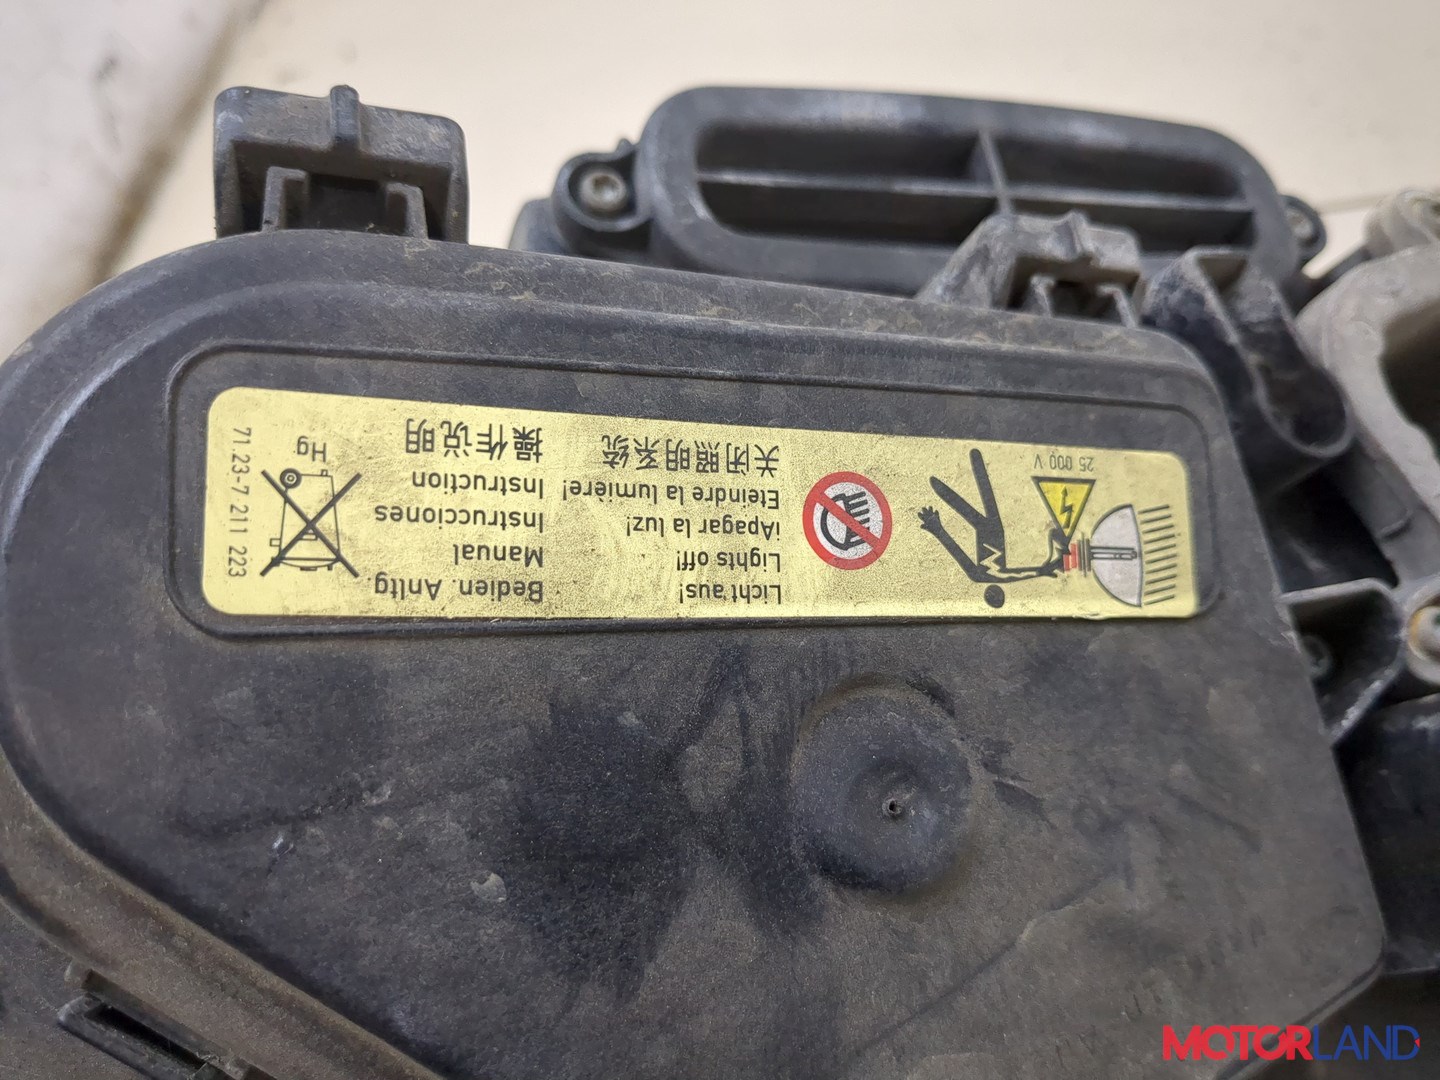 25 000 V
关闭照明系统
Eteindre la lumière!
¡Apagar la luz!
Lights off!
Licht aus!
操作说明
Instruction
Instrucciones
Manual
Bedien. Anltg.
Hg
71.23-7 211 223
MOTORLAND